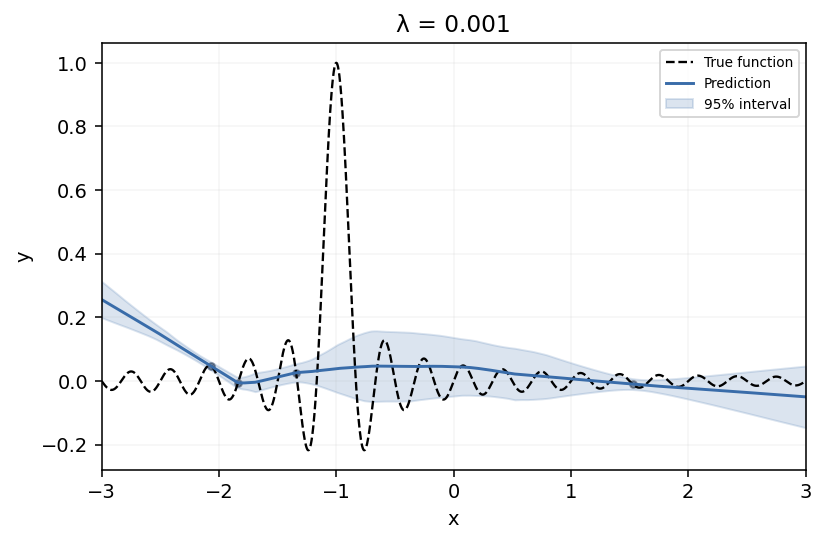 λ = 0.001
True function
Prediction
95% interval
1.0
0.8
0.6
0.4
0.2
0.0
−0.2
y
−3 −2 −1 0 1 2 3
x